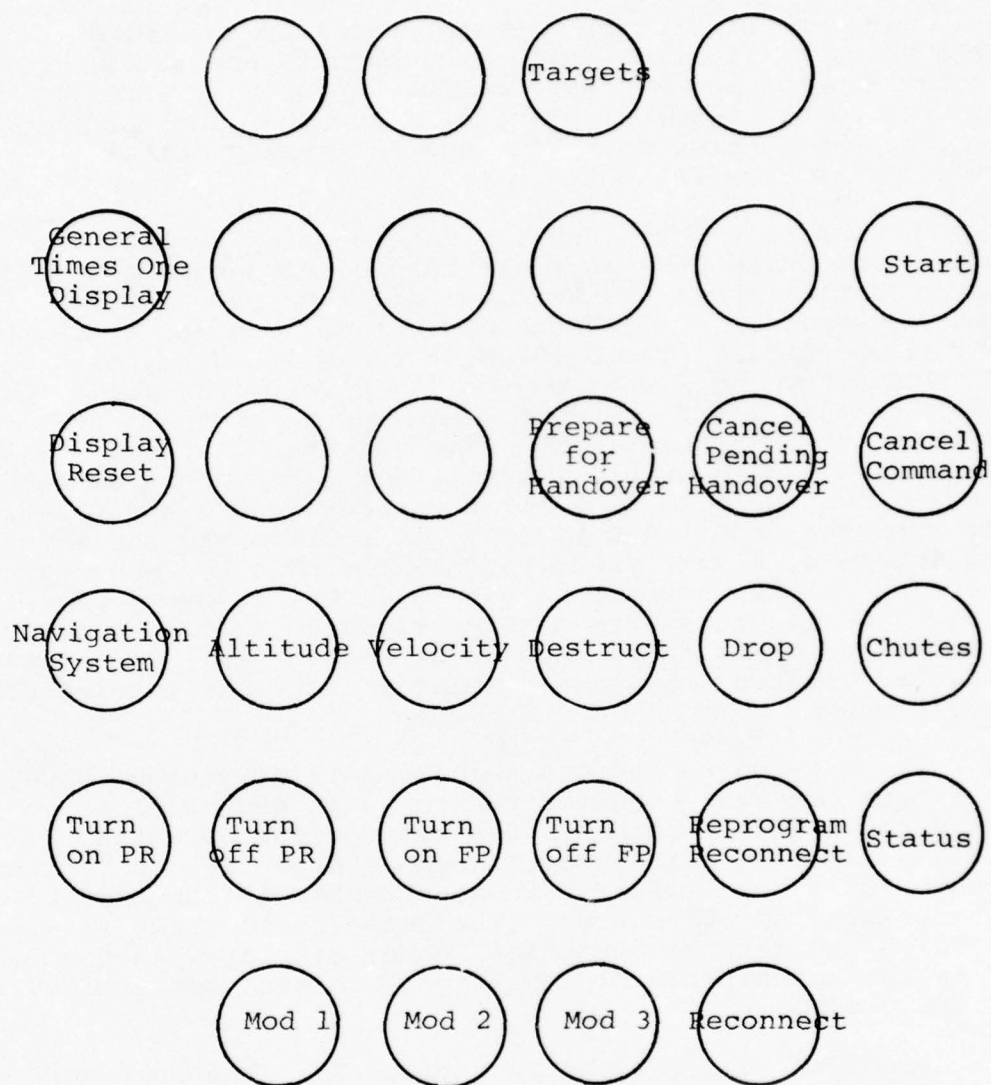 Targets
General
Times One
Display
Start
Display
Reset
Prepare
for
Handover
Cancel
Pending
Handover
Cancel
Command
Navigation
System
Altitude
Velocity
Destruct
Drop
Chutes
Turn
on PR
Turn
off PR
Turn
on FP
Turn
off FP
Reprogram
Reconnect
Status
Mod 1
Mod 2
Mod 3
Reconnect